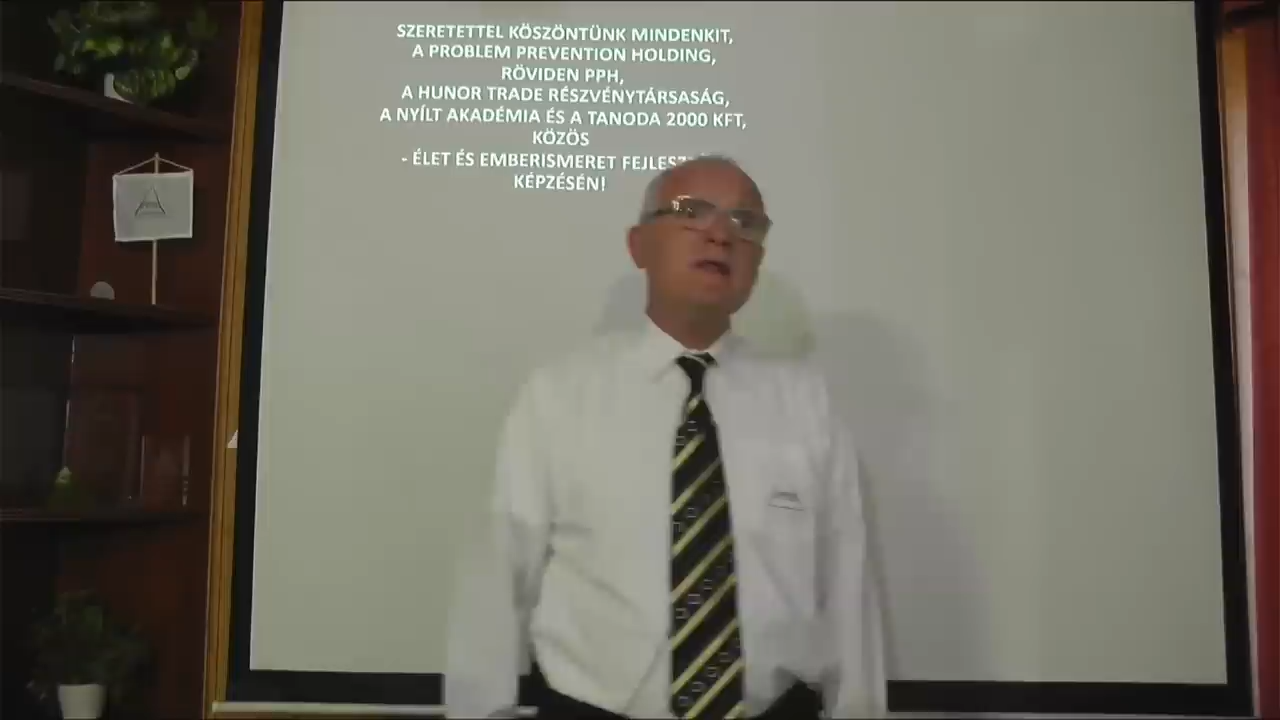 SZERETETTEL KÖSZÖNTÜNK MINDENKIT,
A PROBLEM PREVENTION HOLDING,
RÖVIDEN PPH,
A HUNOR TRADE RÉSZVÉNYTÁRSASÁG,
A NYÍLT AKADÉMIA ÉS A TANODA 2000 KFT,
KÖZÖS
- ÉLET ÉS EMBERISMERET
KÉPZÉSÉN!